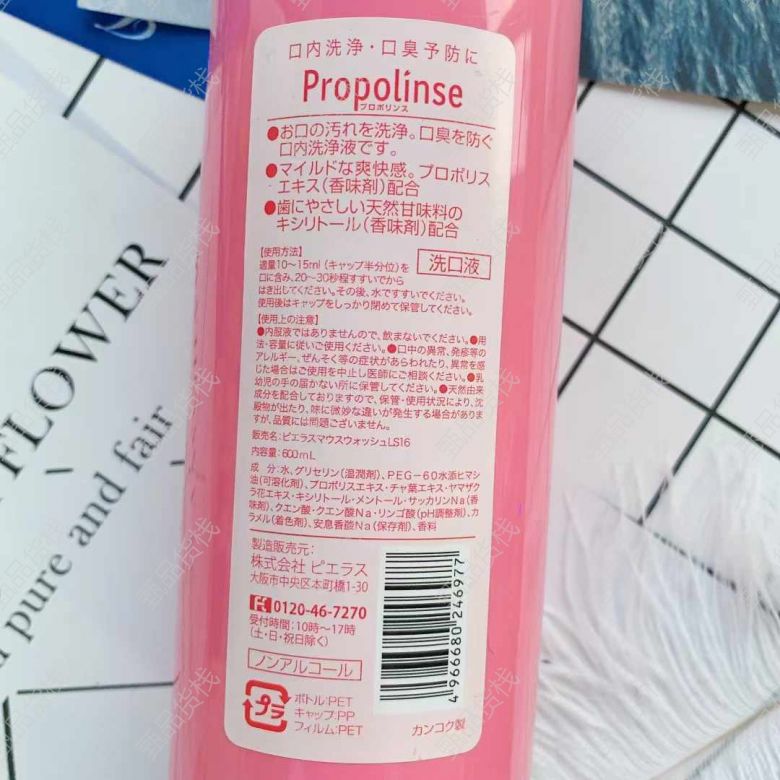 口内洗浄・口臭予防に
Propolinse
プロポリンス
●お口の汚れを洗浄。口臭を防ぐ
口内洗浄液です。
●マイルドな爽快感。プロポリス
エキス(香味剤)配合
●歯にやさしい天然甘味料の
キシリトール(香味剤)配合
【使用方法】
適量10〜15ml(キャップ半分位)を
口に含み、20〜30秒程すすいでから
はき出してください。その後、水ですすいでください。
使用後はキャップをしっかり閉めて保管してください。
洗口液
【使用上の注意】
●内服液ではありませんので、飲まないでください。●用
法・容量に従いご使用ください。●口中の異常、発疹等の
アレルギー、ぜんそく等の症状があらわれたり、異常を感
じた場合はご使用を中止し医師にご相談ください。●乳
幼児の手の届かない所に保管してください。●天然由来
成分を配合しておりますので、保管・使用状況により、沈
殿物が出たり、味に微妙な違いが発生する場合がありま
すが、品質には問題ございません。
販売名:ピエラスマウスウォッシュLS16
内容量:600mL
成 分:水、グリセリン(湿潤剤)、PEG-60水添ヒマシ
油(可溶化剤)、プロポリスエキス・チャ葉エキス・ヤマザク
ラ花エキス・キシリトール・メントール・サッカリンNa(香
味剤)、クエン酸・クエン酸Na・リンゴ酸(pH調整剤)、カ
ラメル(着色剤)、安息香酸Na(保存剤)、香料
製造販売元:
株式会社 ピエラス
大阪市中央区本町橋1-30
0120-46-7270
受付時間:10時〜17時
(土・日・祝日除く)
ノンアルコール
プラ
ボトル:PET
キャップ:PP
フィルム:PET
4 966680 246977
カンコク製
FLOWER
pure and fair